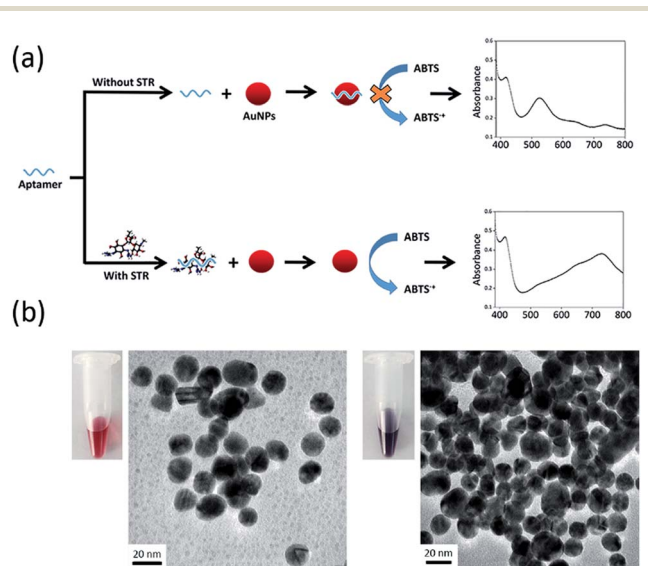 (a)
Without STR
+
AuNPs
ABTS
ABTS·+
Aptamer
With STR
+
ABTS
ABTS·+
Absorbance
0.6
0.5
0.4
0.3
0.2
0.1
400 500 600 700 800
Absorbance
0.6
0.5
0.4
0.3
0.2
0.1
400 500 600 700 800
(b)
20 nm
20 nm